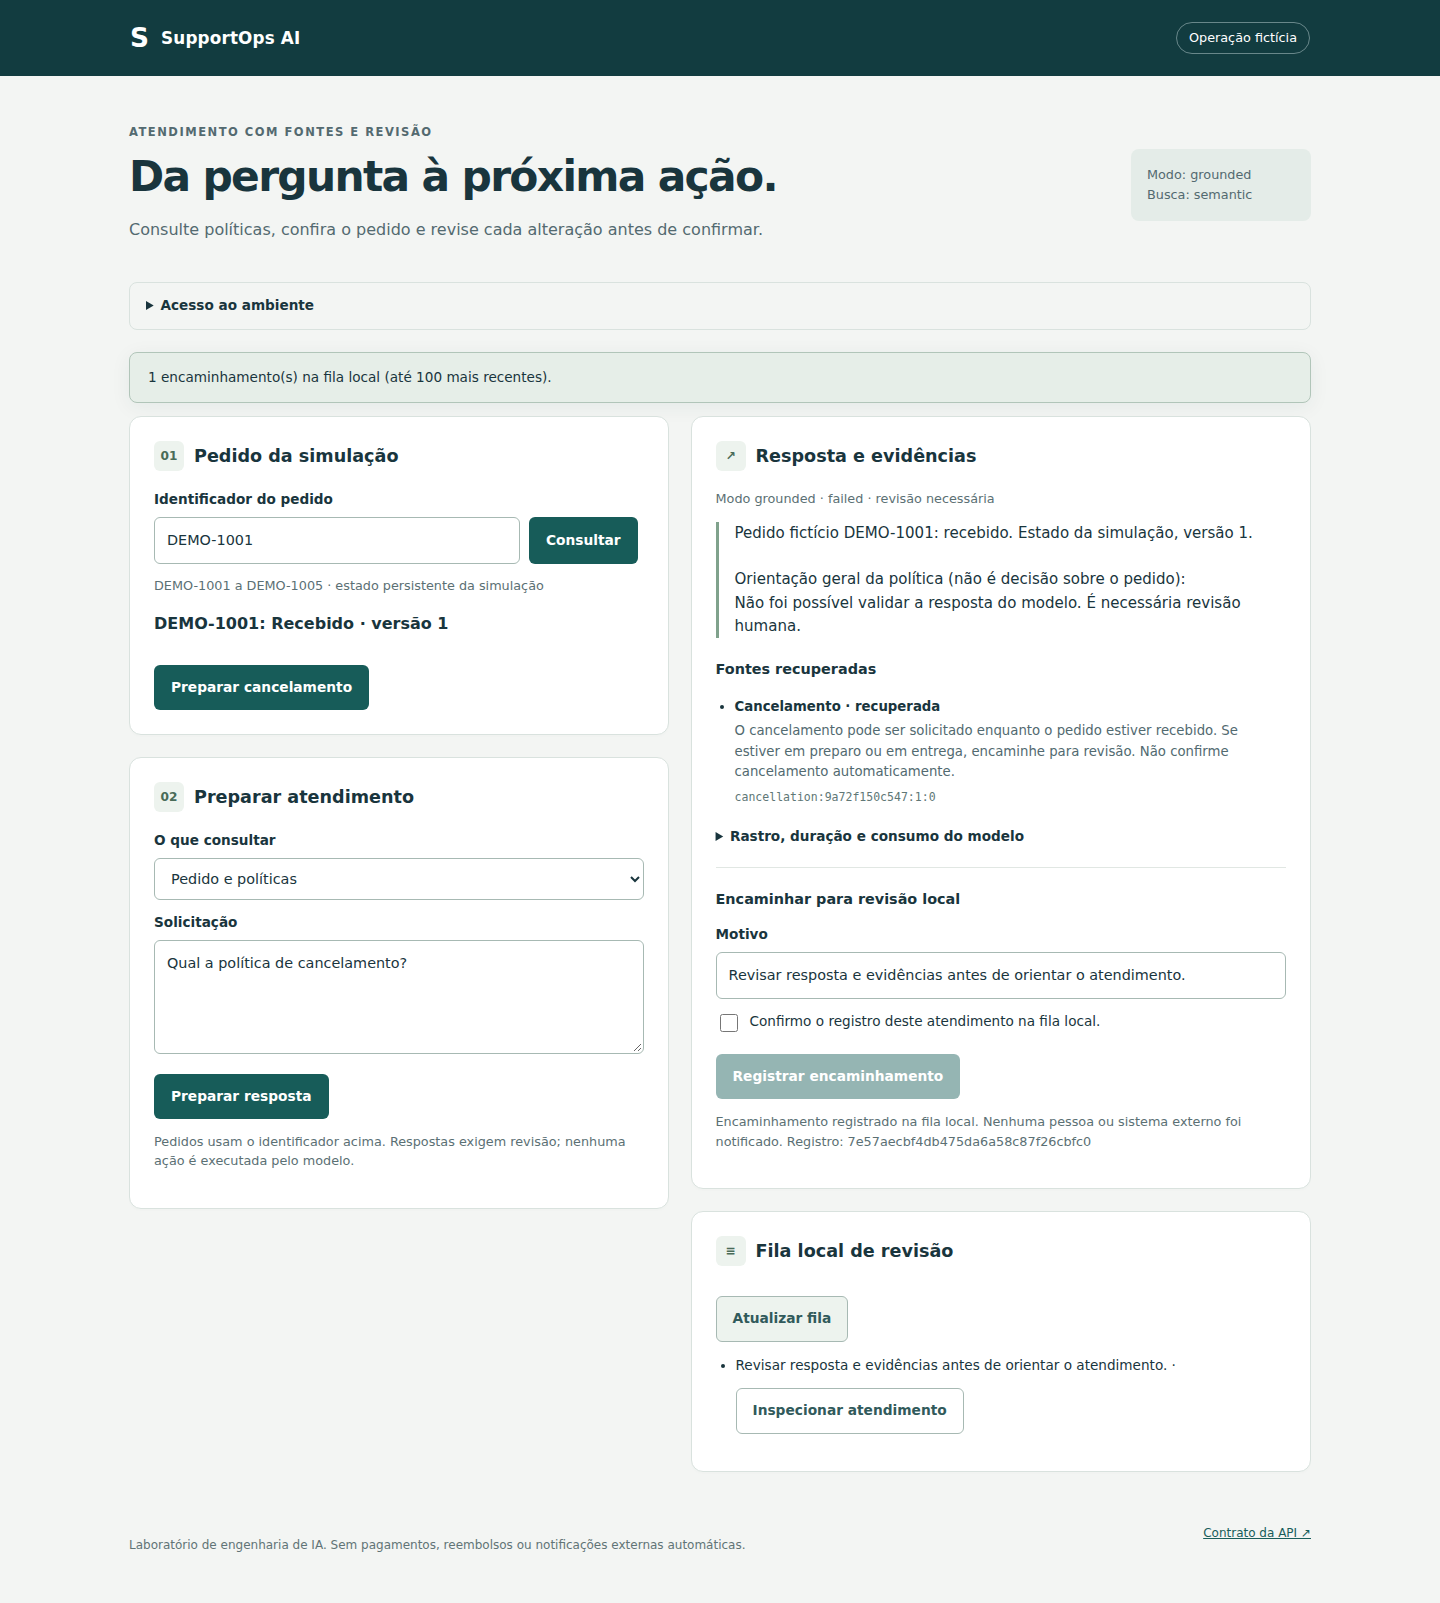 S SupportOps AI
Operação fictícia
ATENDIMENTO COM FONTES E REVISÃO
Da pergunta à próxima ação.
Consulte políticas, confira o pedido e revise cada alteração antes de confirmar.
Modo: grounded
Busca: semantic
Acesso ao ambiente
1 encaminhamento(s) na fila local (até 100 mais recentes).
01 Pedido da simulação
Identificador do pedido
DEMO-1001
Consultar
DEMO-1001 a DEMO-1005 · estado persistente da simulação
DEMO-1001: Recebido · versão 1
Preparar cancelamento
02 Preparar atendimento
O que consultar
Pedido e políticas
Solicitação
Qual a política de cancelamento?
Preparar resposta
Pedidos usam o identificador acima. Respostas exigem revisão; nenhuma
ação é executada pelo modelo.
↗ Resposta e evidências
Modo grounded · failed · revisão necessária
Pedido fictício DEMO-1001: recebido. Estado da simulação, versão 1.
Orientação geral da política (não é decisão sobre o pedido):
Não foi possível validar a resposta do modelo. É necessária revisão
humana.
Fontes recuperadas
• Cancelamento · recuperada
O cancelamento pode ser solicitado enquanto o pedido estiver recebido. Se
estiver em preparo ou em entrega, encaminhe para revisão. Não confirme
cancelamento automaticamente.
cancellation:9a72f150c547:1:0
Rastro, duração e consumo do modelo
Encaminhar para revisão local
Motivo
Revisar resposta e evidências antes de orientar o atendimento.
Confirmo o registro deste atendimento na fila local.
Registrar encaminhamento
Encaminhamento registrado na fila local. Nenhuma pessoa ou sistema externo foi
notificado. Registro: 7e57aecbf4db475da6a58c87f26cbfc0
≡ Fila local de revisão
Atualizar fila
• Revisar resposta e evidências antes de orientar o atendimento. ·
Inspecionar atendimento
Laboratório de engenharia de IA. Sem pagamentos, reembolsos ou notificações externas automáticas.
Contrato da API ↗